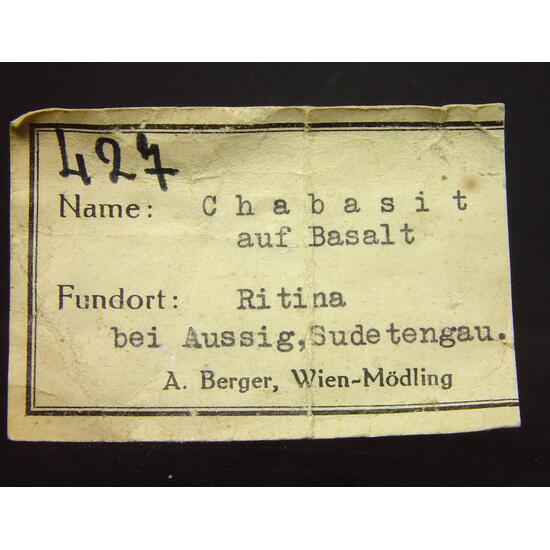 427
Name: Chabasit
auf Basalt
Fundort: Ritina
bei Aussig,Sudetengau.
A. Berger, Wien-Mödling